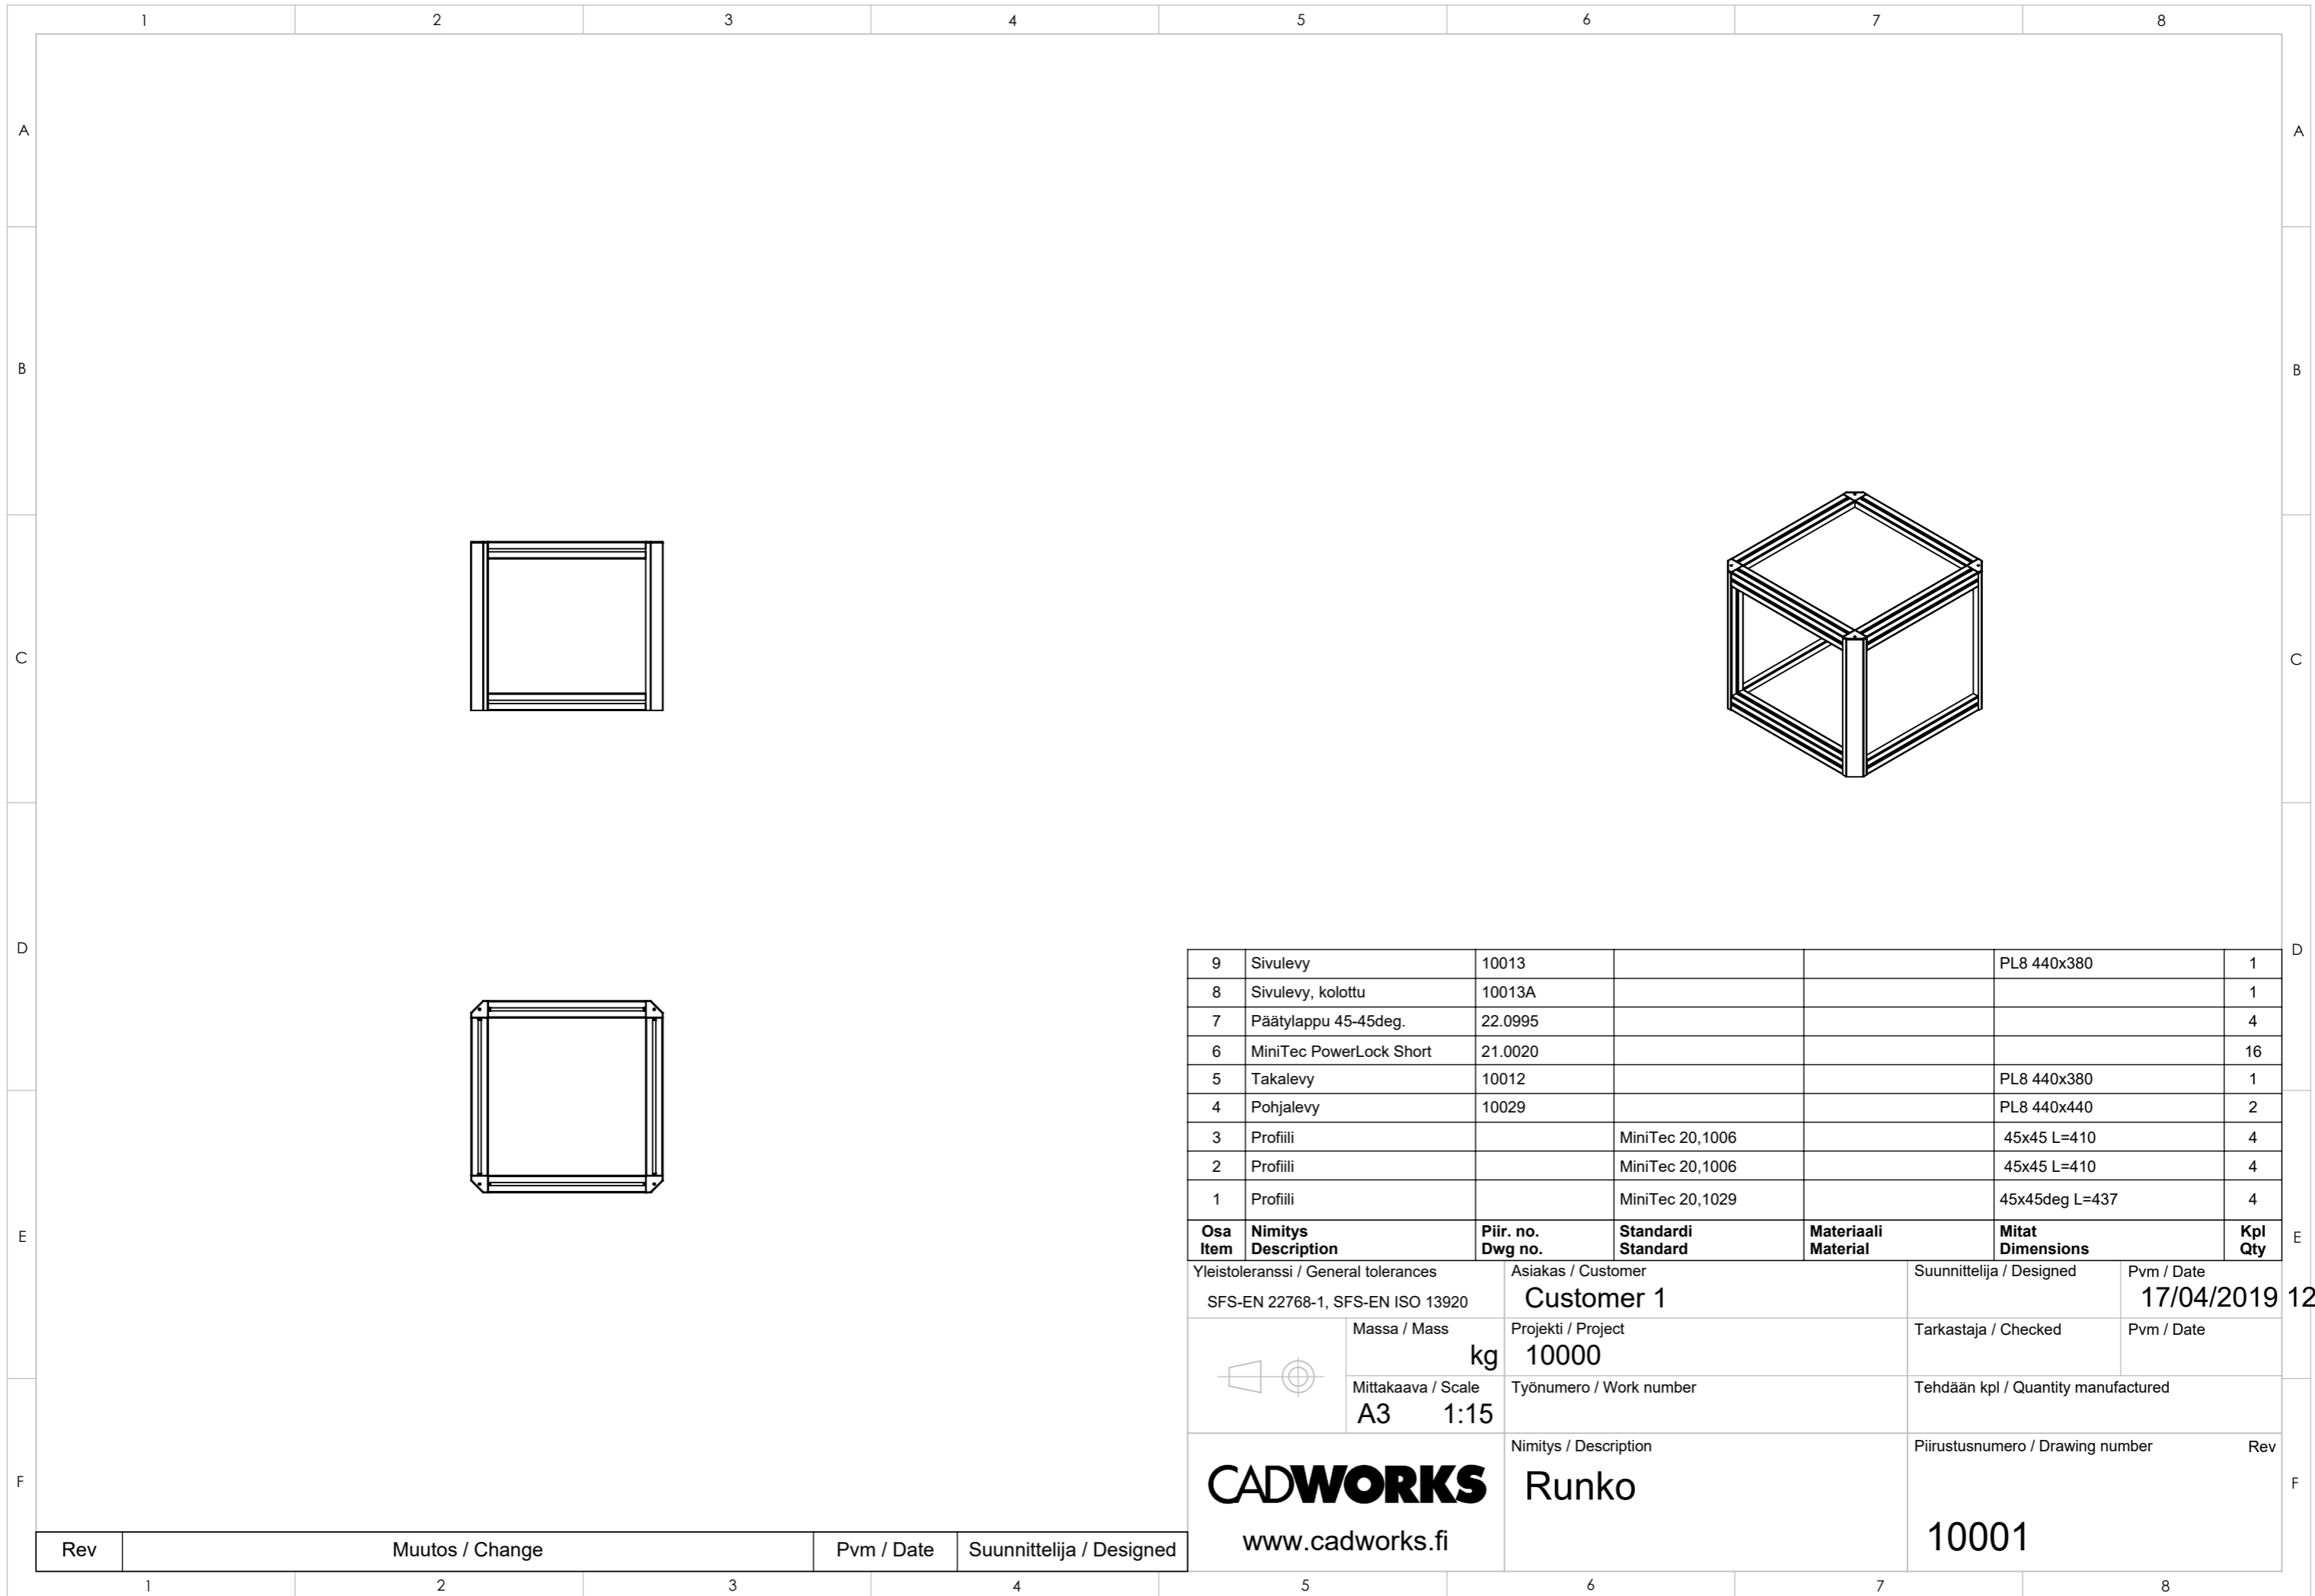 1 2 3 4 5 6 7 8
A A
B B
C C
D D
E E
F F
9 Sivulevy 10013 PL8 440x380 1
8 Sivulevy, kolottu 10013A 1
7 Päätylappu 45-45deg. 22.0995 4
6 MiniTec PowerLock Short 21.0020 16
5 Takalevy 10012 PL8 440x380 1
4 Pohjalevy 10029 PL8 440x440 2
3 Profiili MiniTec 20,1006 45x45 L=410 4
2 Profiili MiniTec 20,1006 45x45 L=410 4
1 Profiili MiniTec 20,1029 45x45deg L=437 4
Osa Nimitys Piir. no. Standardi Materiaali Mitat Kpl
Item Description Dwg no. Standard Material Dimensions Qty
Yleistoleranssi / General tolerances
SFS-EN 22768-1, SFS-EN ISO 13920
Asiakas / Customer
Customer 1
Suunnittelija / Designed
Pvm / Date
17/04/2019 12
Massa / Mass
kg
Projekti / Project
10000
Tarkastaja / Checked
Pvm / Date
Mittakaava / Scale
A3 1:15
Työnumero / Work number
Tehdään kpl / Quantity manufactured
CADWORKS
www.cadworks.fi
Nimitys / Description
Runko
Piirustusnumero / Drawing number Rev
10001
Rev Muutos / Change Pvm / Date Suunnittelija / Designed
1 2 3 4 5 6 7 8